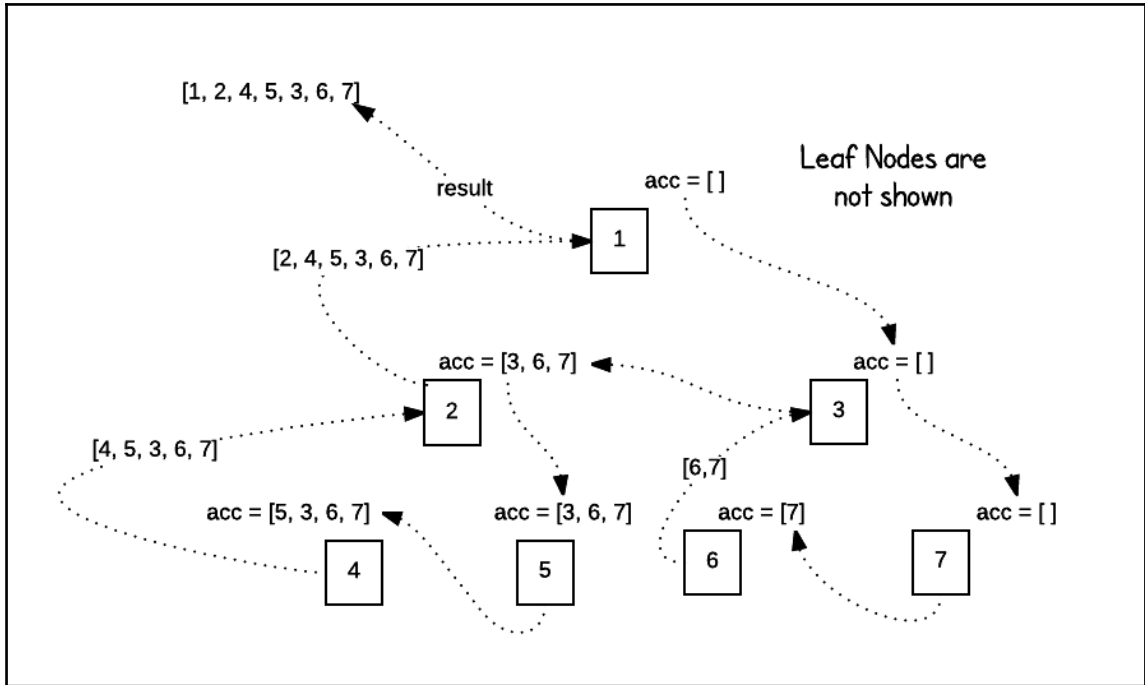 [1, 2, 4, 5, 3, 6, 7]
Leaf Nodes are
not shown
result
acc = [ ]
1
[2, 4, 5, 3, 6, 7]
acc = [3, 6, 7]
acc = [ ]
2
3
[4, 5, 3, 6, 7]
[6,7]
acc = [5, 3, 6, 7]
acc = [3, 6, 7]
acc = [7]
acc = [ ]
4
5
6
7